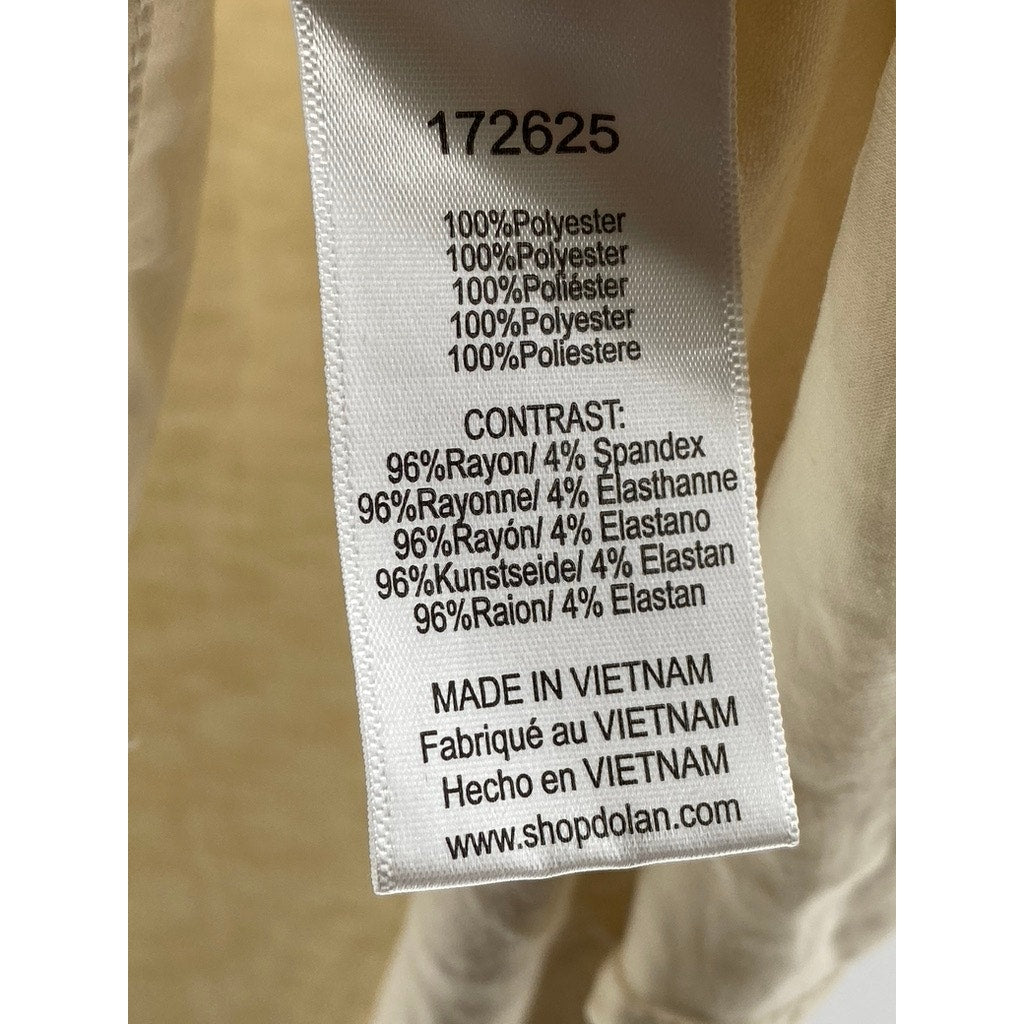 172625
100%Polyester
100%Polyester
100%Poliéster
100%Polyester
100%Poliestere
CONTRAST:
96%Rayon/ 4% Spandex
96%Rayonne/ 4% Élasthanne
96%Rayón/ 4% Elastano
96%Kunstseide/ 4% Elastan
96%Raion/ 4% Elastan
MADE IN VIETNAM
Fabriqué au VIETNAM
Hecho en VIETNAM
www.shopdolan.com